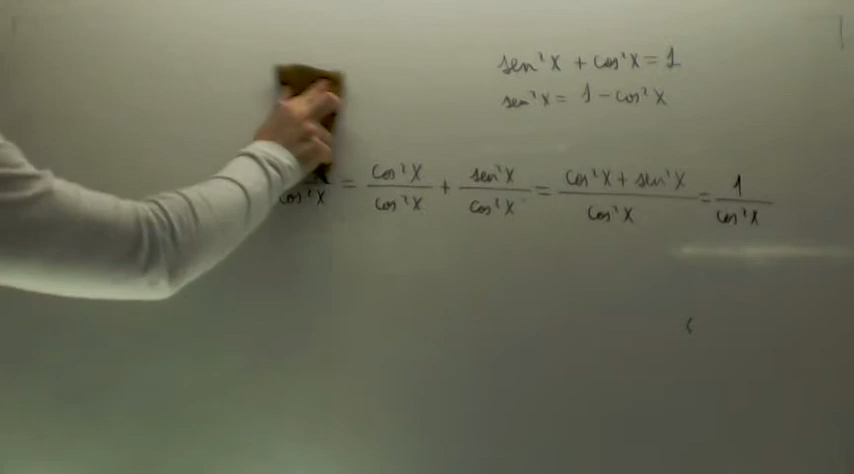 sen²x + cos²x = 1
sen²x = 1 - cos²x
cos²x = cos²x/cos²x + sen²x/cos²x = cos²x + sen²x/cos²x = 1/cos²x
(